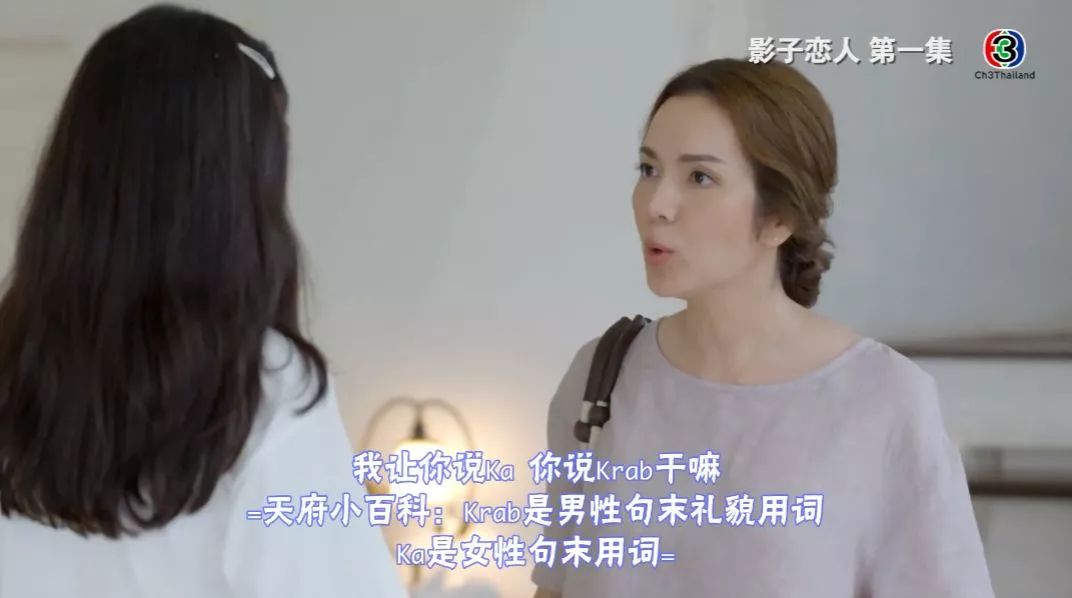 影子恋人 第一集
3
Ch3Thailand
我让你说Ka 你说Krab干嘛
=天府小百科：Krab是男性句末礼貌用词
Ka是女性句末用词=